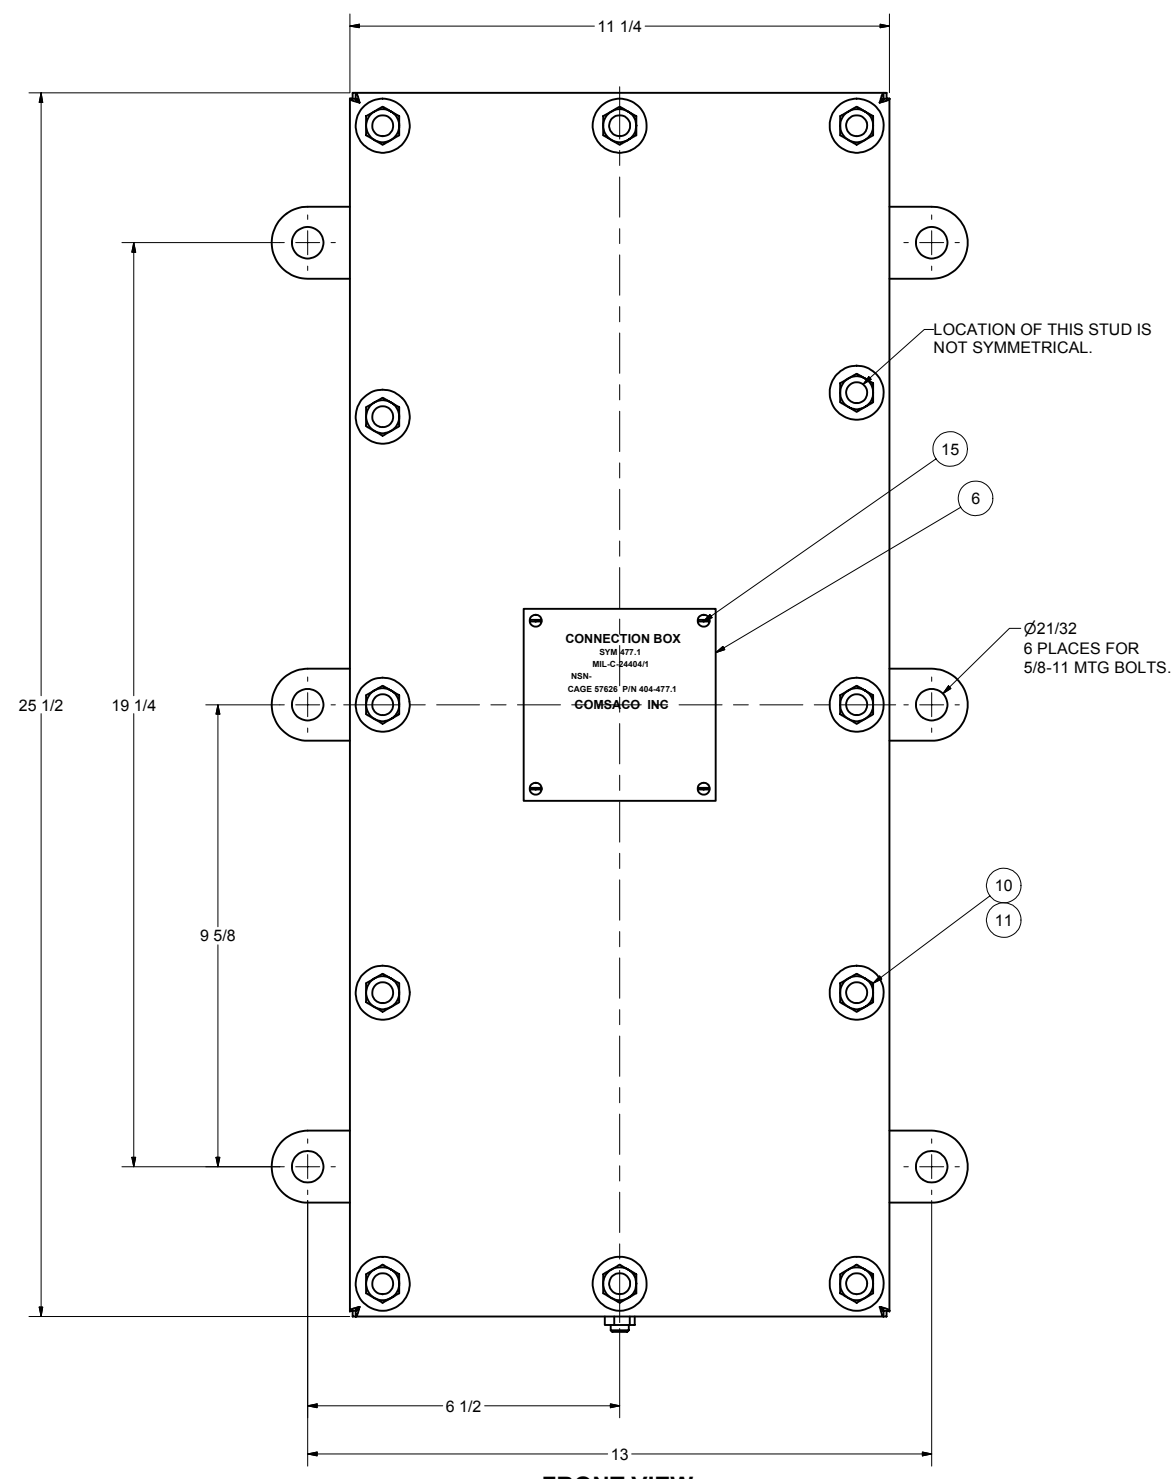 11 1/4
LOCATION OF THIS STUD IS
NOT SYMMETRICAL.
15
6
CONNECTION BOX
SYM 477.1
MIL-C-24404/1
NSN-
CAGE 57626 P/N 404-477.1
COMSACO INC
Ø21/32
6 PLACES FOR
5/8-11 MTG BOLTS.
25 1/2
19 1/4
10
11
9 5/8
6 1/2
13
FRONT VIEW